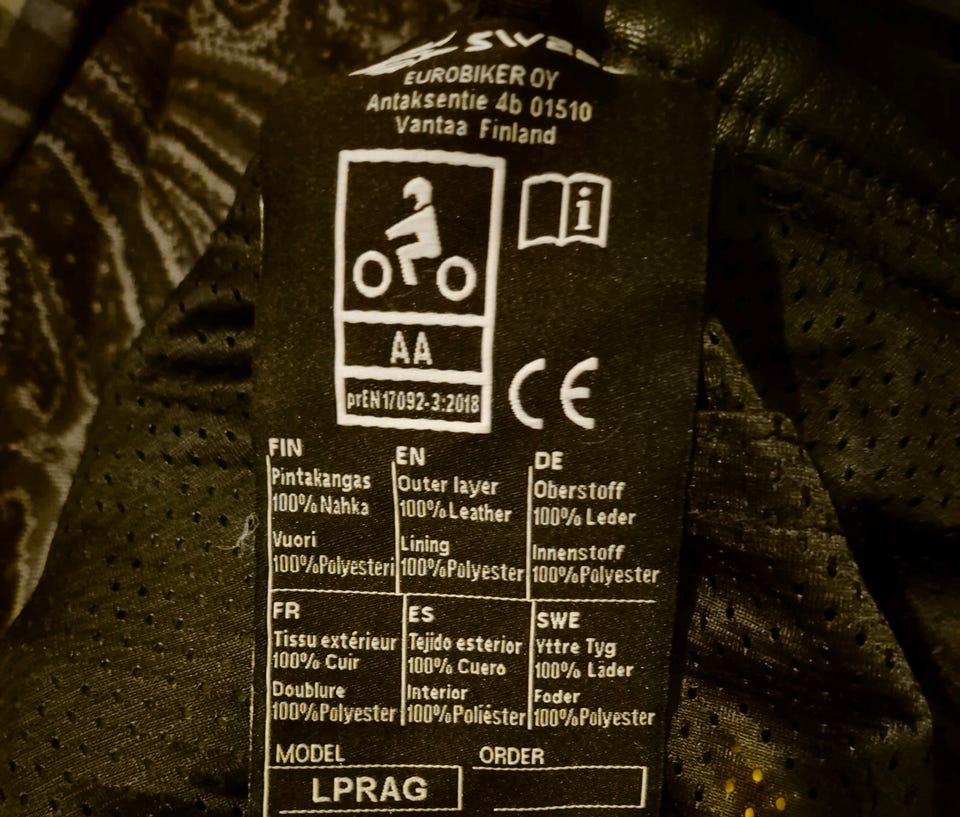 EUROBIKER OY
Antaksentie 4b 01510
Vantaa Finland
i
AA
prEN17092-3:2018
CE
FIN
Pintakangas
100% Nahka
Vuori
100%Polyesteri
EN
Outer layer
100% Leather
Lining
100%Polyester
DE
Oberstoff
100% Leder
Innenstoff
100%Polyester
FR
Tissu extérieur
100% Cuir
Doublure
100%Polyester
ES
Tejido esterior
100% Cuero
Interior
100%Poliéster
SWE
Yttre Tyg
100% Läder
Foder
100%Polyester
MODEL
LPRAG
ORDER